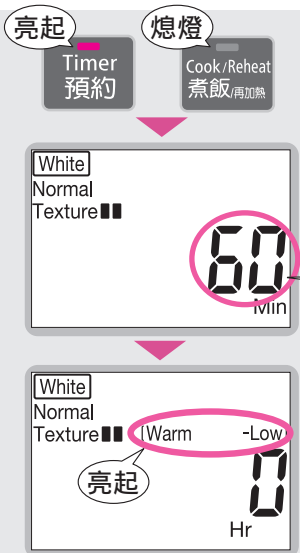 亮起
熄燈
Timer
預約
Cook/Reheat
煮飯/再加熱
White
Normal
Texture
60
Min
White
Normal
Texture Warm -Low
亮起
0
Hr